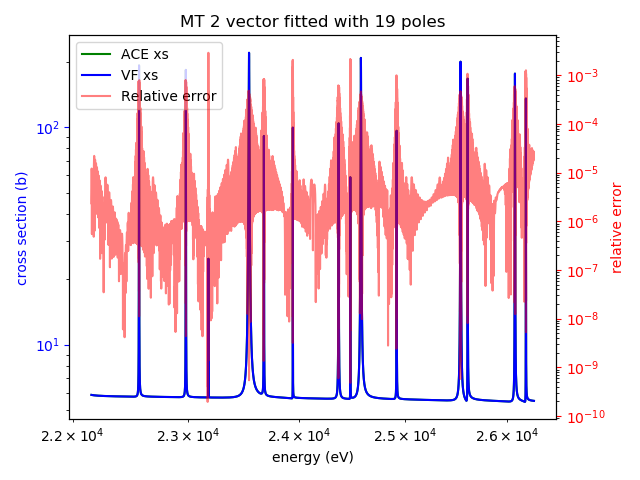 MT 2 vector fitted with 19 poles
ACE xs
VF xs
Relative error
cross section (b)
10²
10¹
relative error
10⁻³
10⁻⁴
10⁻⁵
10⁻⁶
10⁻⁷
10⁻⁸
10⁻⁹
10⁻¹⁰
2.2 × 10⁴ 2.3 × 10⁴ 2.4 × 10⁴ 2.5 × 10⁴ 2.6 × 10⁴
energy (eV)